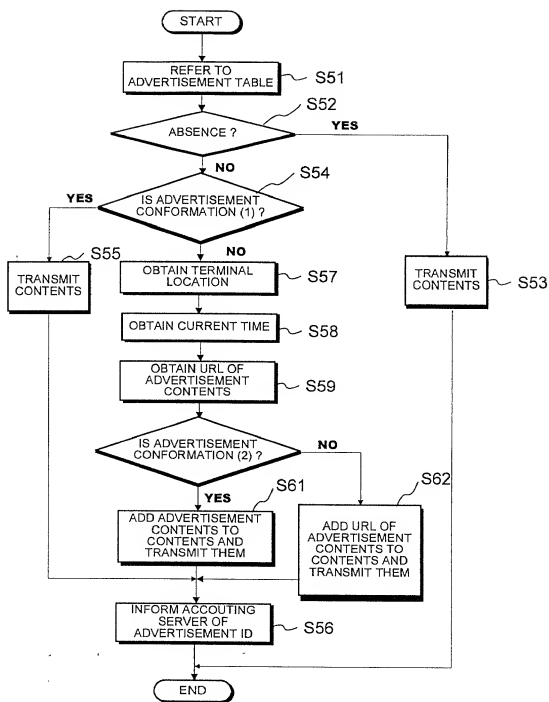 START
REFER TO
ADVERTISEMENT TABLE
S51
S52
ABSENCE ?
YES
NO
S54
YES
IS ADVERTISEMENT
CONFORMATION (1) ?
S55
NO
TRANSMIT
CONTENTS
OBTAIN TERMINAL
LOCATION
S57
TRANSMIT
CONTENTS
S53
OBTAIN CURRENT TIME
S58
OBTAIN URL OF
ADVERTISEMENT
CONTENTS
S59
IS ADVERTISEMENT
CONFORMATION (2) ?
NO
YES
S61
S62
ADD ADVERTISEMENT
CONTENTS TO
CONTENTS AND
TRANSMIT THEM
ADD URL OF
ADVERTISEMENT
CONTENTS TO
CONTENTS AND
TRANSMIT THEM
INFORM ACCOUTING
SERVER OF
ADVERTISEMENT ID
S56
END